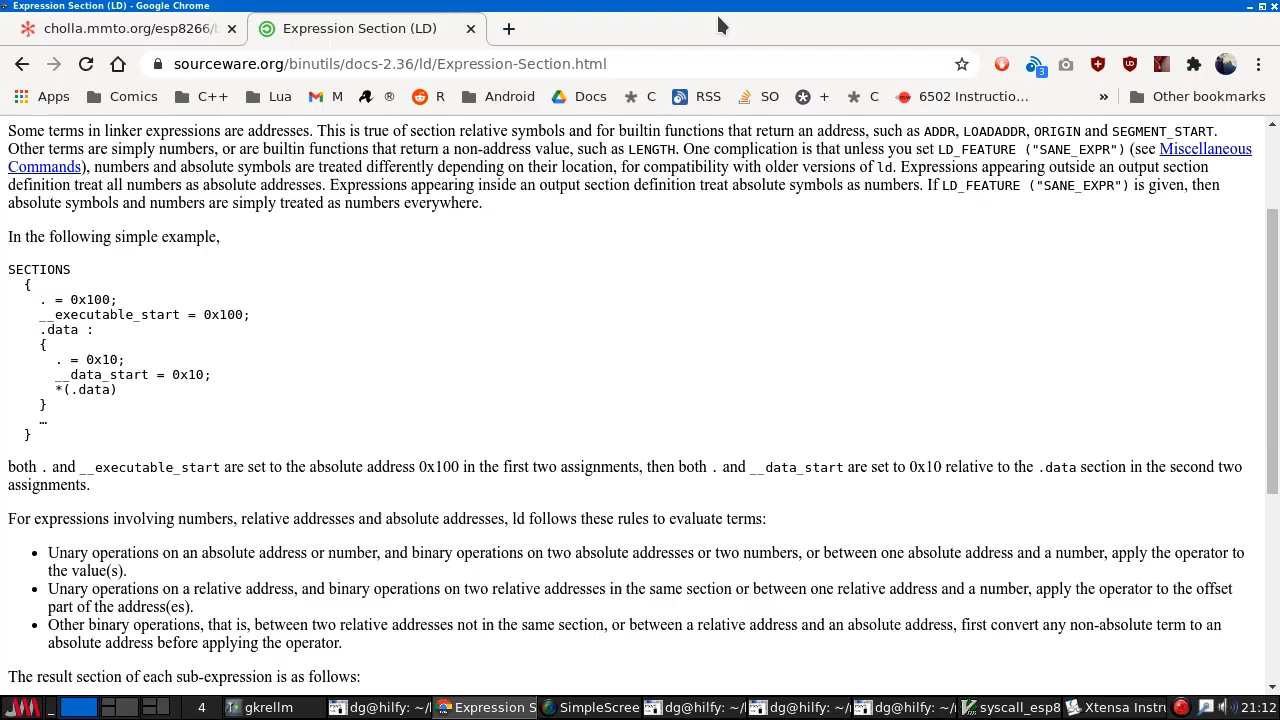 Expression Section (LD) - Google Chrome
cholla.mmto.org/esp8266/
Expression Section (LD)
sourceware.org/binutils/docs-2.36/ld/Expression-Section.html
3
Apps Comics C++ Lua M ® R Android Docs C RSS SO + C 6502 Instructio… » Other bookmarks
Some terms in linker expressions are addresses. This is true of section relative symbols and for builtin functions that return an address, such as ADDR, LOADADDR, ORIGIN and SEGMENT_START.
Other terms are simply numbers, or are builtin functions that return a non-address value, such as LENGTH. One complication is that unless you set LD_FEATURE ("SANE_EXPR") (see Miscellaneous
Commands), numbers and absolute symbols are treated differently depending on their location, for compatibility with older versions of ld. Expressions appearing outside an output section
definition treat all numbers as absolute addresses. Expressions appearing inside an output section definition treat absolute symbols as numbers. If LD_FEATURE ("SANE_EXPR") is given, then
absolute symbols and numbers are simply treated as numbers everywhere.
In the following simple example,
SECTIONS
{
. = 0x100;
__executable_start = 0x100;
.data :
{
. = 0x10;
__data_start = 0x10;
*(.data)
}
…
}
both . and __executable_start are set to the absolute address 0x100 in the first two assignments, then both . and __data_start are set to 0x10 relative to the .data section in the second two
assignments.
For expressions involving numbers, relative addresses and absolute addresses, ld follows these rules to evaluate terms:
• Unary operations on an absolute address or number, and binary operations on two absolute addresses or two numbers, or between one absolute address and a number, apply the operator to
the value(s).
• Unary operations on a relative address, and binary operations on two relative addresses in the same section or between one relative address and a number, apply the operator to the offset
part of the address(es).
• Other binary operations, that is, between two relative addresses not in the same section, or between a relative address and an absolute address, first convert any non-absolute term to an
absolute address before applying the operator.
The result section of each sub-expression is as follows:
4 gkrellm dg@hilfy: ~/ Expression S SimpleScree dg@hilfy: ~/ dg@hilfy: ~/ dg@hilfy: ~/ syscall_esp8 Xtensa Instr 21:12